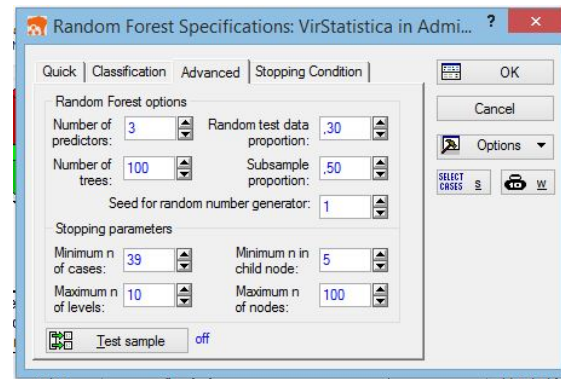 Random Forest Specifications: VirStatistica in Admi... ? ×
Quick Classification Advanced Stopping Condition
OK
Cancel
Options
SELECT CASES S W
Random Forest options
Number of predictors: 3 Random test data proportion: ,30
Number of trees: 100 Subsample proportion: ,50
Seed for random number generator: 1
Stopping parameters
Minimum n of cases: 39 Minimum n in child node: 5
Maximum n of levels: 10 Maximum n of nodes: 100
Test sample off